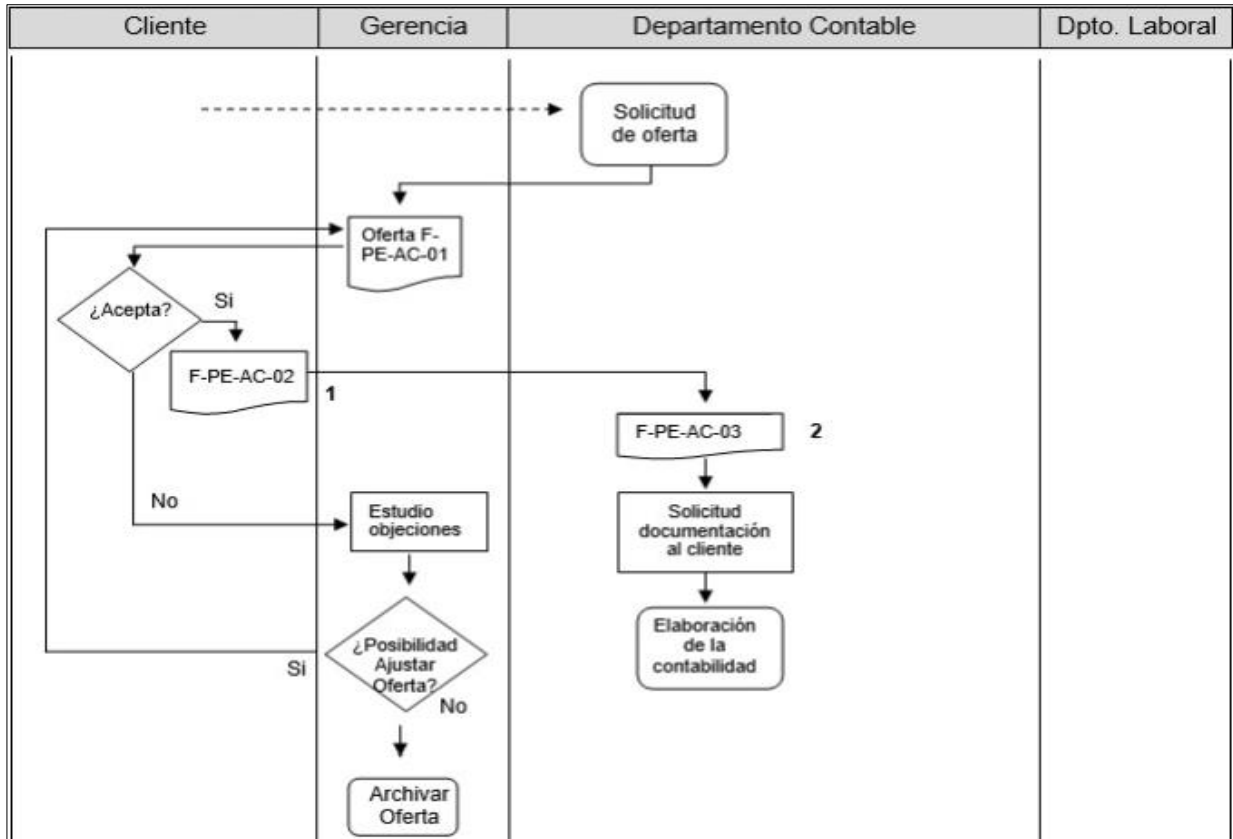 Cliente
Gerencia
Departamento Contable
Dpto. Laboral
Solicitud
de oferta
Oferta F-
PE-AC-01
¿Acepta?
Si
F-PE-AC-02
1
F-PE-AC-03
2
No
Estudio
objeciones
Solicitud
documentación
al cliente
¿Posibilidad
Ajustar
Oferta?
Si
No
Elaboración
de la
contabilidad
Archivar
Oferta